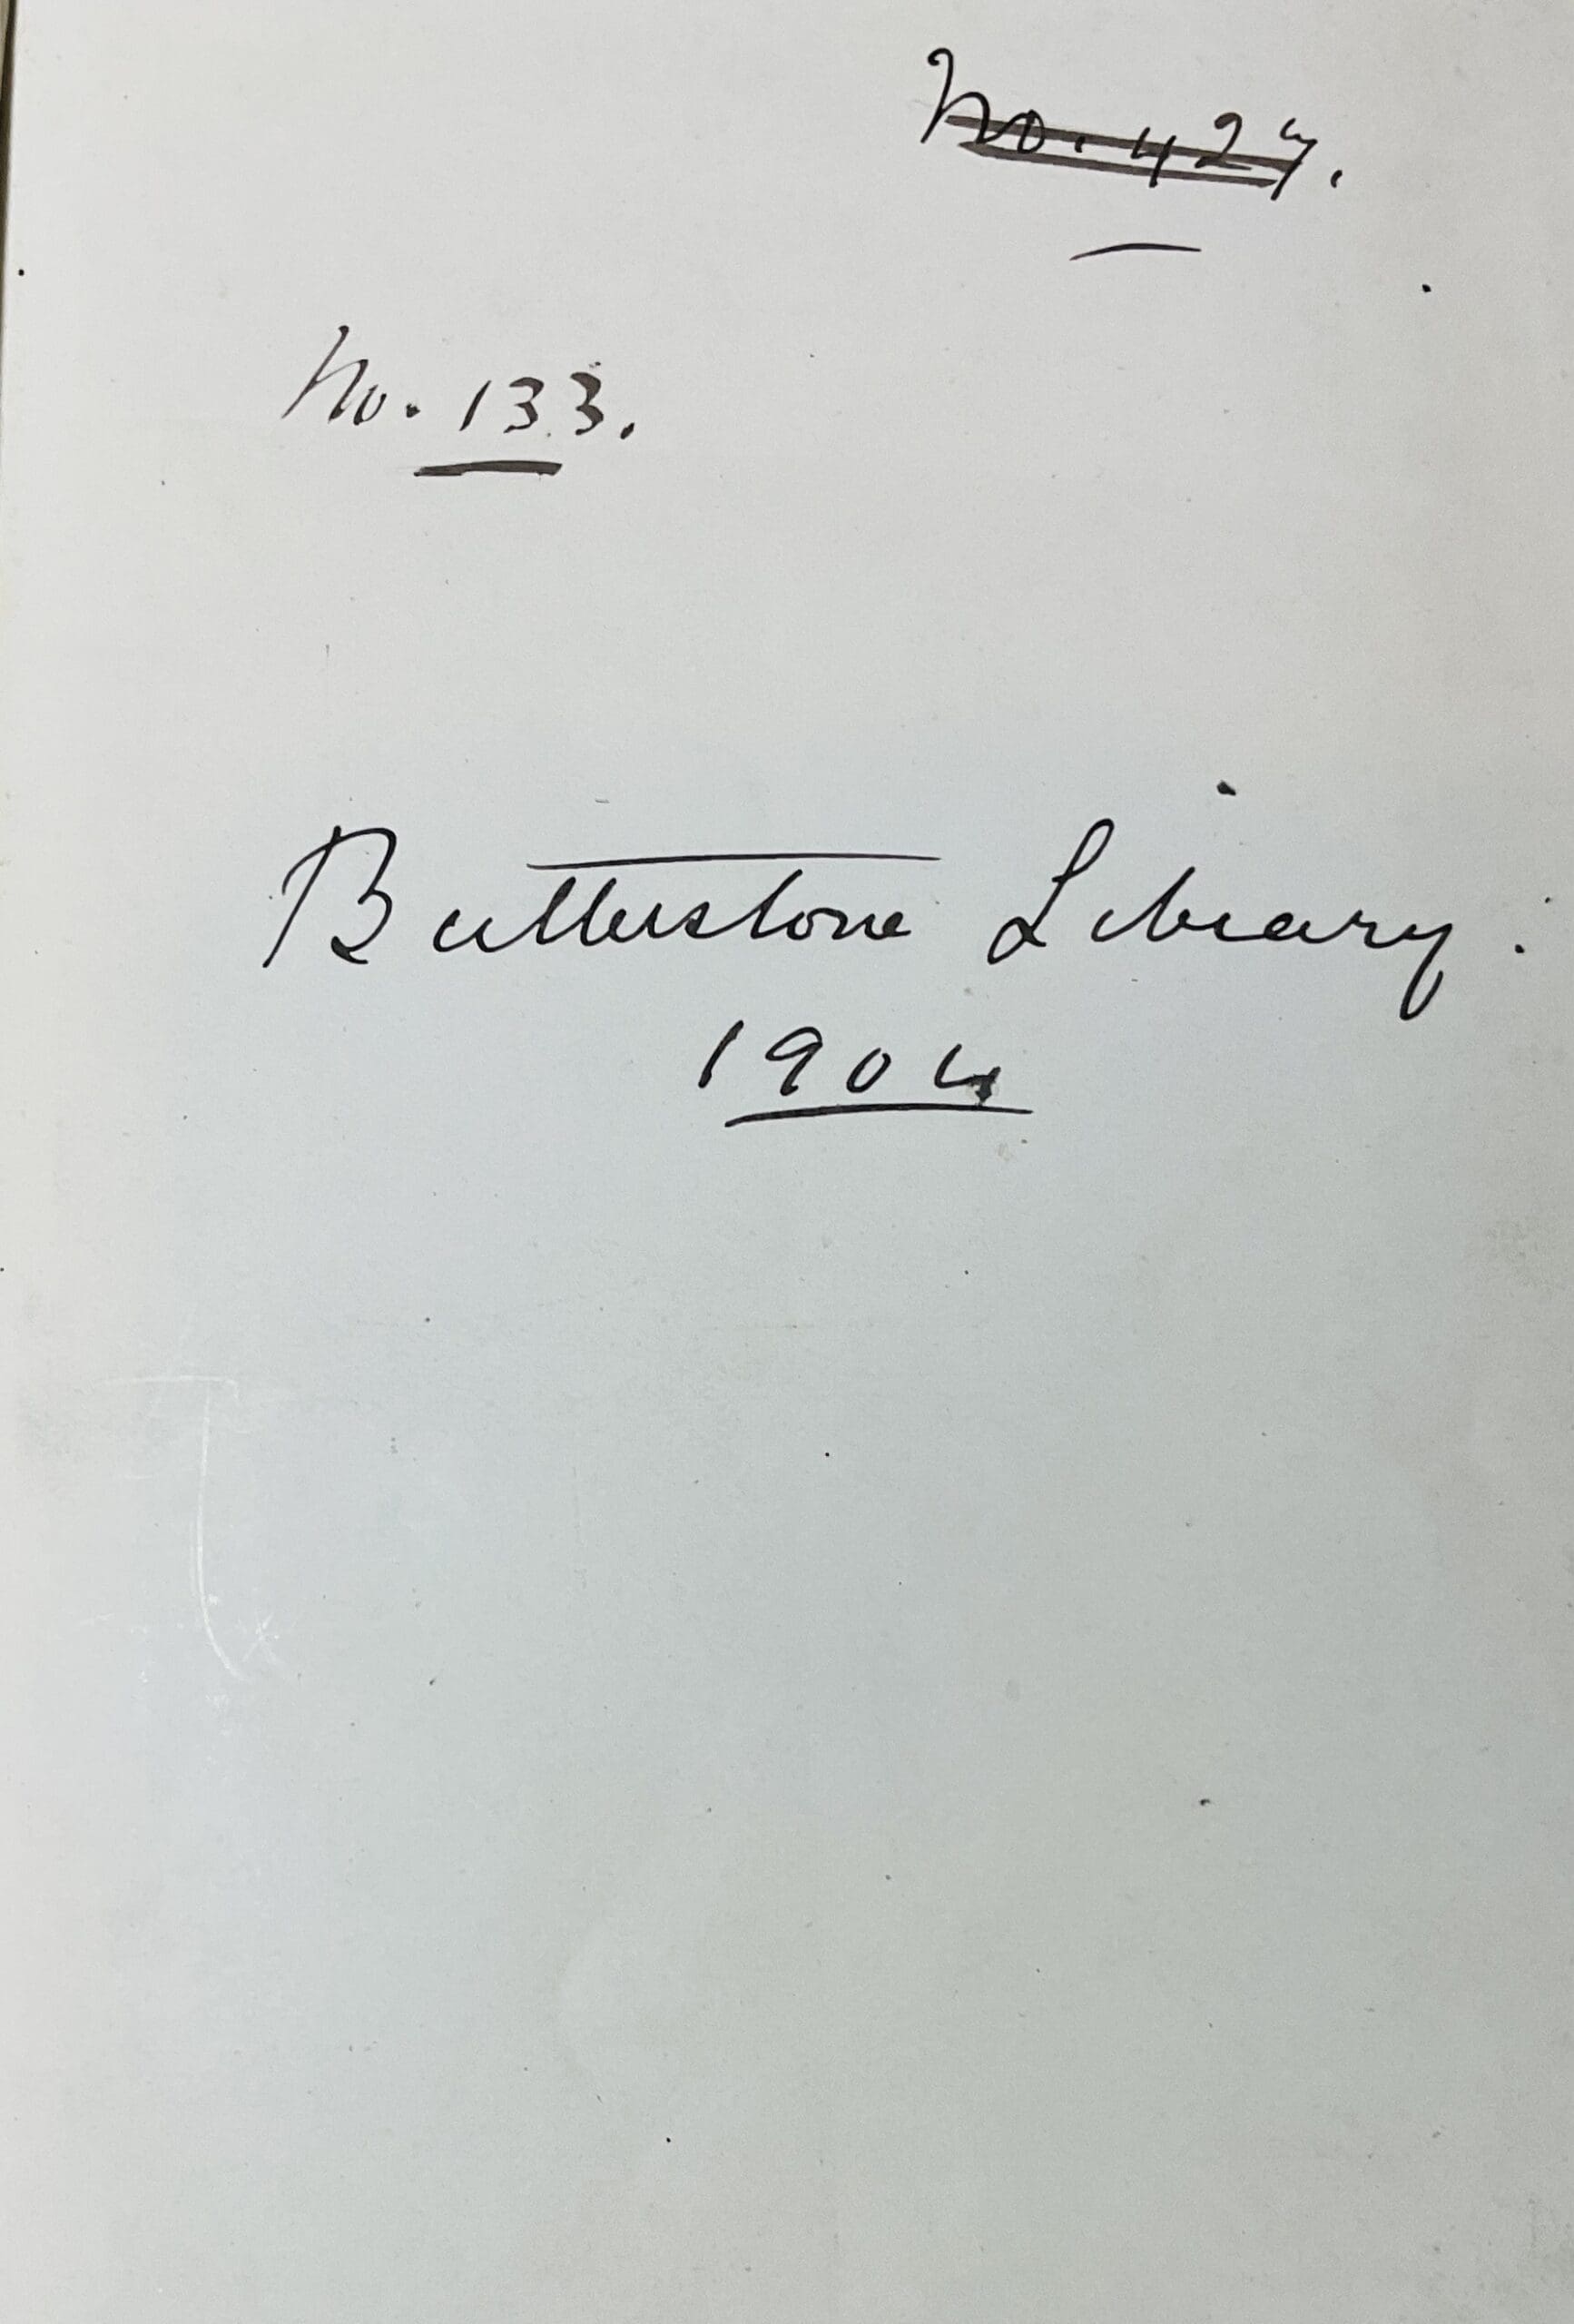 No. 427.
No. 133.
Butterstone Library.
1904